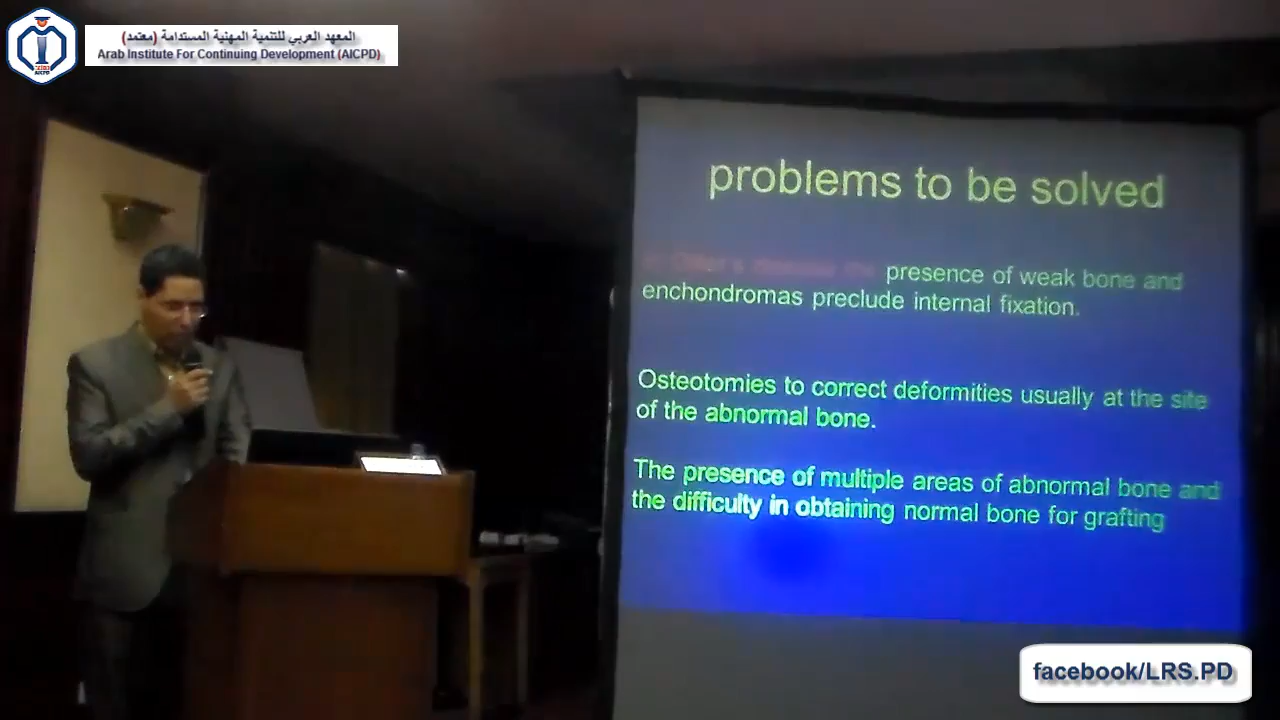 المعهد العربي للتنمية المهنية المستدامة (معتمد)
Arab Institute For Continuing Development (AICPD)
AICPD
problems to be solved
presence of weak bone and
enchondromas preclude internal fixation.
Osteotomies to correct deformities usually at the site
of the abnormal bone.
The presence of multiple areas of abnormal bone and
the difficulty in obtaining normal bone for grafting
facebook/LRS.PD